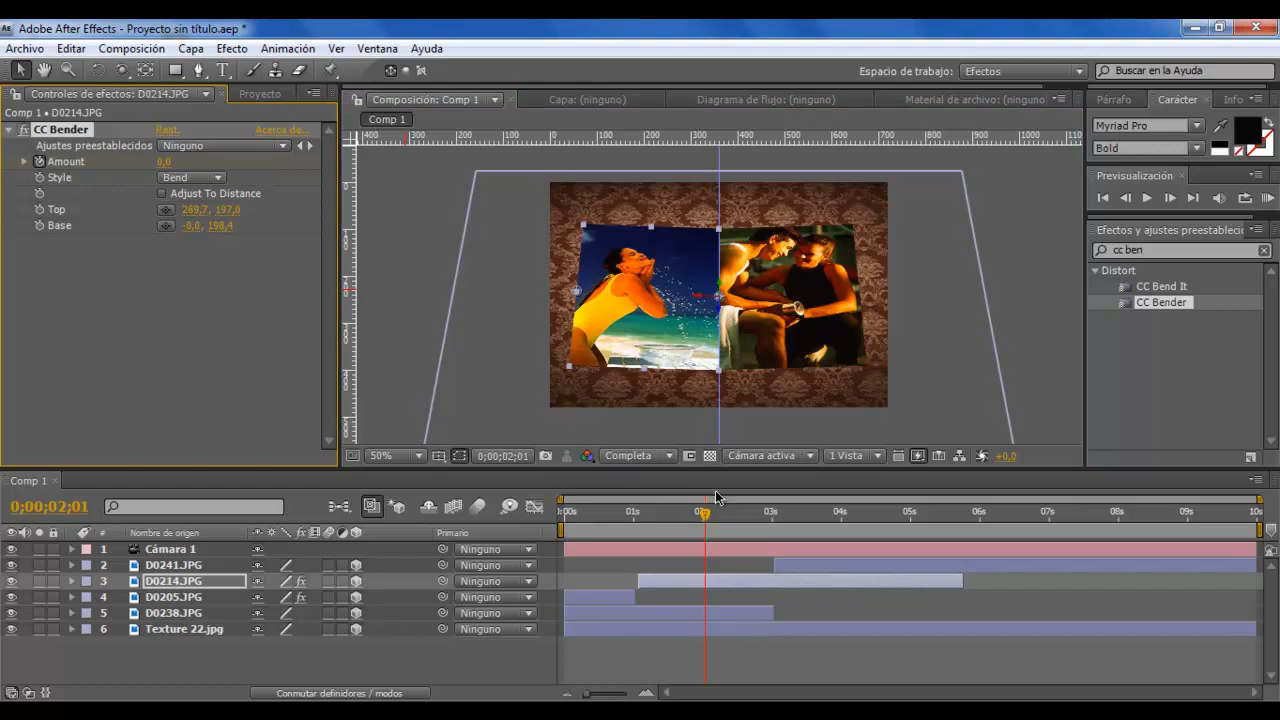 Adobe After Effects - Proyecto sin título.aep *
Archivo Editar Composición Capa Efecto Animación Ver Ventana Ayuda
Espacio de trabajo: Efectos Buscar en la Ayuda
Controles de efectos: D0214.JPG Proyecto
Comp 1 • D0214.JPG
CC Bender Rest. Acerca de...
Ajustes preestablecidos Ninguno
Amount 0,0
Style Bend
Adjust To Distance
Top 269,7, 197,8
Base -0,8, 198,4
Composición: Comp 1 Capa: (ninguno) Diagrama de flujo: (ninguno) Material de archivo: (ninguno)
Comp 1
400 300 200 100 0 100 200 300 400 500 600 700 800 900 1000 110
50% 0;00;02;01 Completa Cámara activa 1 Vista +0,0
Párrafo Carácter Info
Myriad Pro
Bold
Previsualización
Efectos y ajustes preestablecido
cc ben
Distort
CC Bend It
CC Bender
Comp 1
0;00;02;01
:00s 01s 03s 04s 05s 06s 07s 08s 09s 10s
# Nombre de origen Primario
1 Cámara 1 Ninguno
2 D0241.JPG Ninguno
3 D0214.JPG Ninguno
4 D0205.JPG Ninguno
5 D0238.JPG Ninguno
6 Texture 22.jpg Ninguno
Conmutar definidores / modos